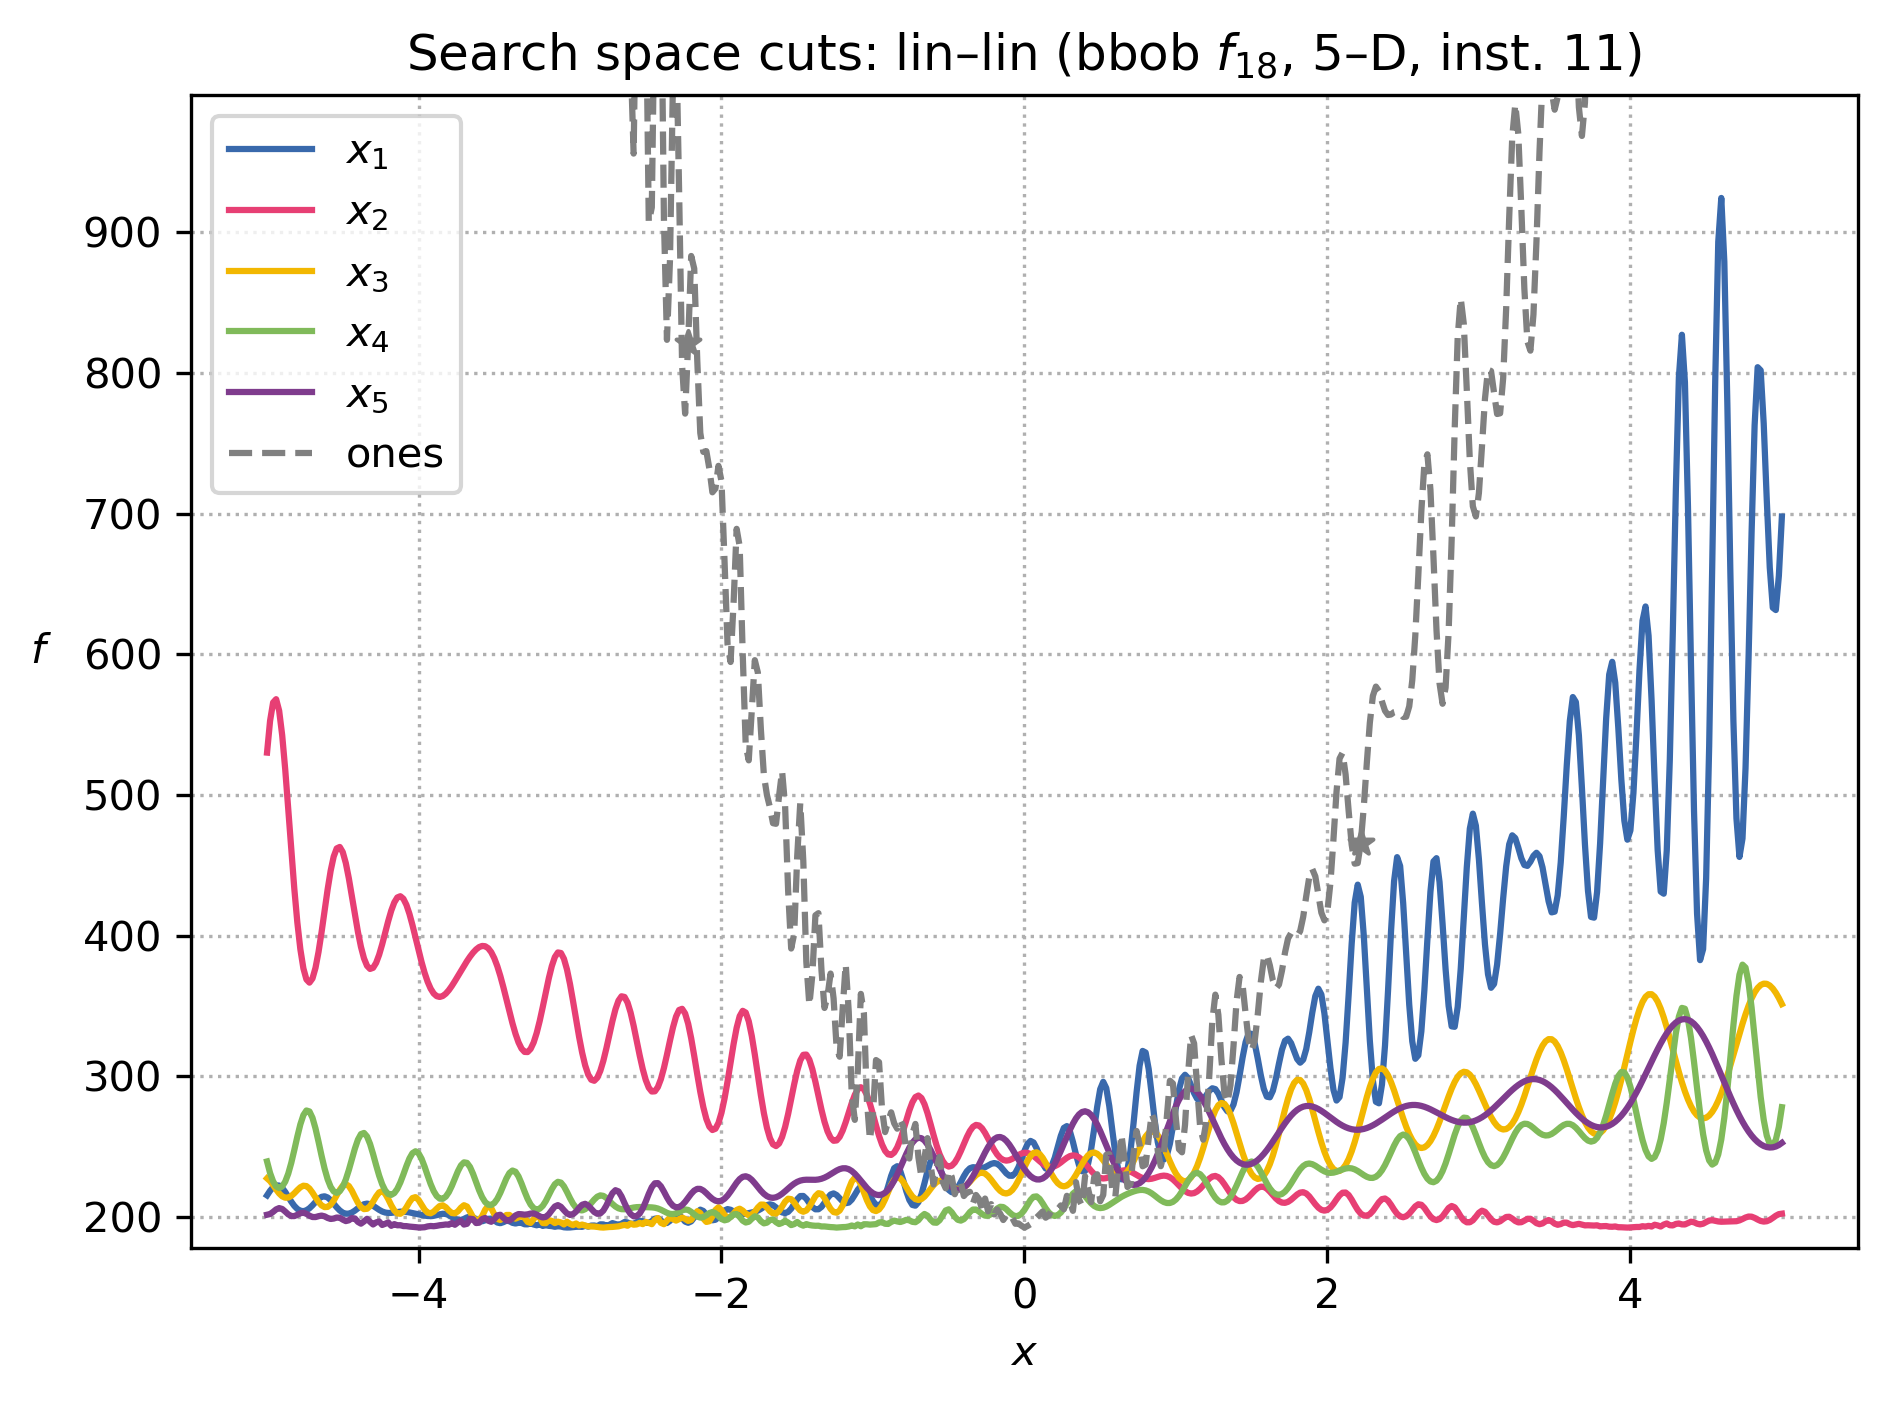 Search space cuts: lin–lin (bbob f18, 5–D, inst. 11)
x1
x2
x3
x4
x5
ones
900
800
700
600
500
400
300
200
f
−4 −2 0 2 4
x